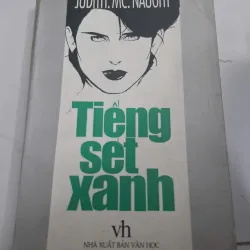 JUDITH. MC. NAUGHT
Tiếng
sét
xanh
vh
NHÀ XUẤT BẢN VĂN HỌC